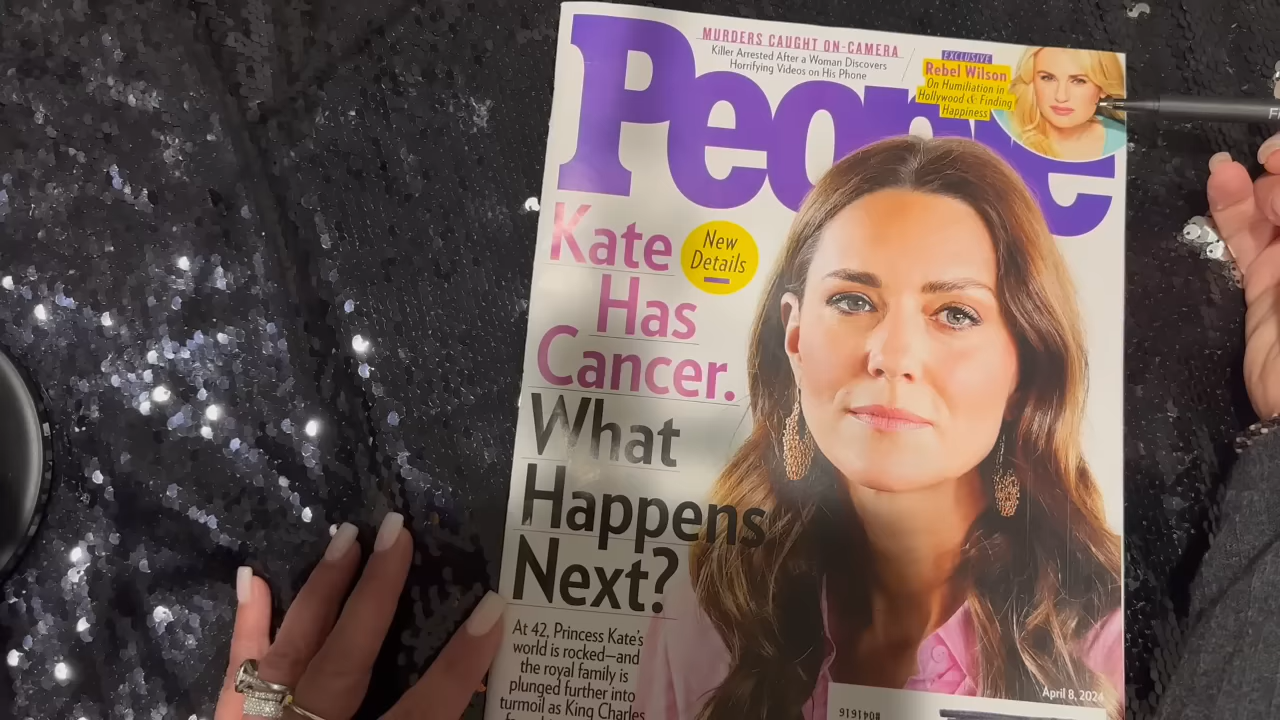 People
MURDERS CAUGHT ON-CAMERA
Killer Arrested After a Woman Discovers
Horrifying Videos on His Phone
EXCLUSIVE
Rebel Wilson
On Humiliation in
Hollywood & Finding
Happiness
Kate
Has
Cancer.
New
Details
What
Happens
Next?
At 42, Princess Kate's
world is rocked—and
the royal family is
plunged further into
turmoil as King Charles
April 8, 2024